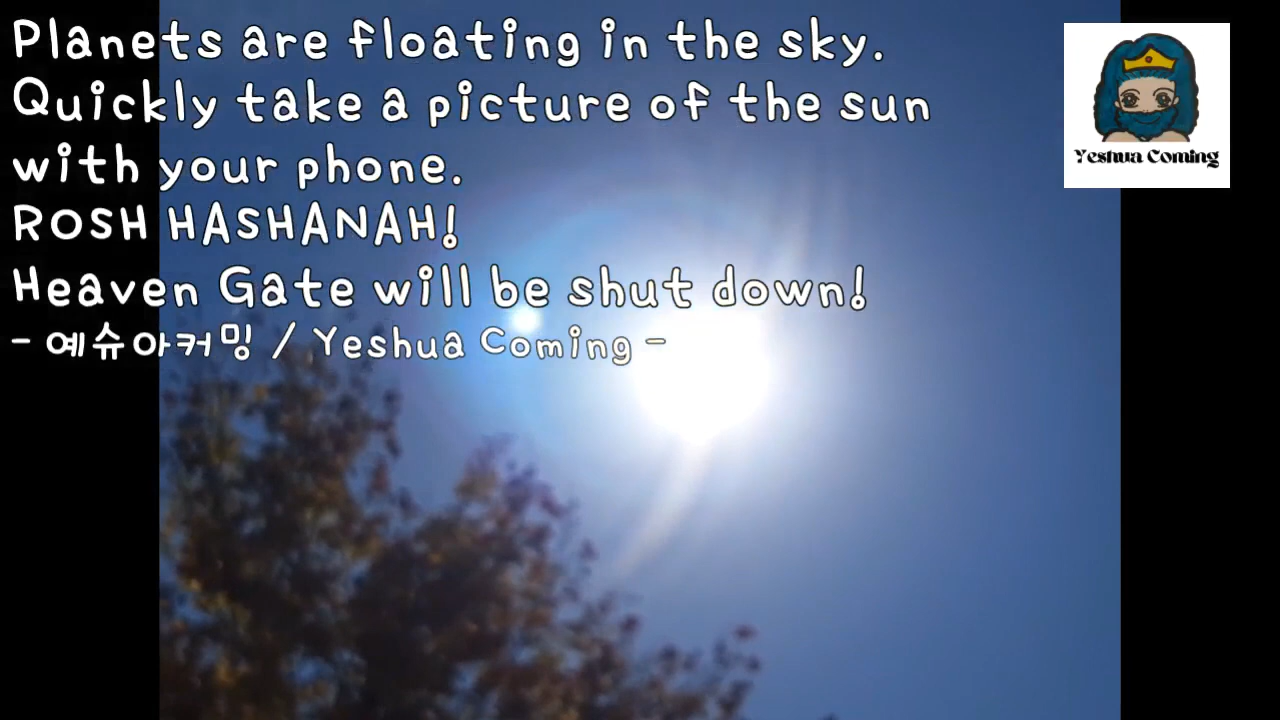 Planets are floating in the sky.
Quickly take a picture of the sun
with your phone.
ROSH HASHANAH!
Heaven Gate will be shut down!
- 예슈아커밍 / Yeshua Coming -
Yeshua Coming